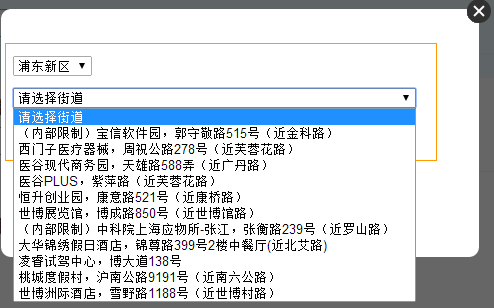 浦东新区
请选择街道
请选择街道
（内部限制）宝信软件园，郭守敬路515号（近金科路）
西门子医疗器械，周祝公路278号（近芙蓉花路）
医谷现代商务园，天雄路588弄（近广丹路）
医谷PLUS，紫萍路（近芙蓉花路）
恒升创业园，康意路521号（近康桥路）
世博展览馆，博成路850号（近世博馆路）
（内部限制）中科院上海应物所-张江，张衡路239号（近罗山路）
大华锦绣假日酒店，锦尊路399号2楼中餐厅(近北艾路)
凌睿试驾中心，博大道138号
桃城度假村，沪南公路9191号（近南六公路）
世博洲际酒店，雪野路1188号（近世博村路）